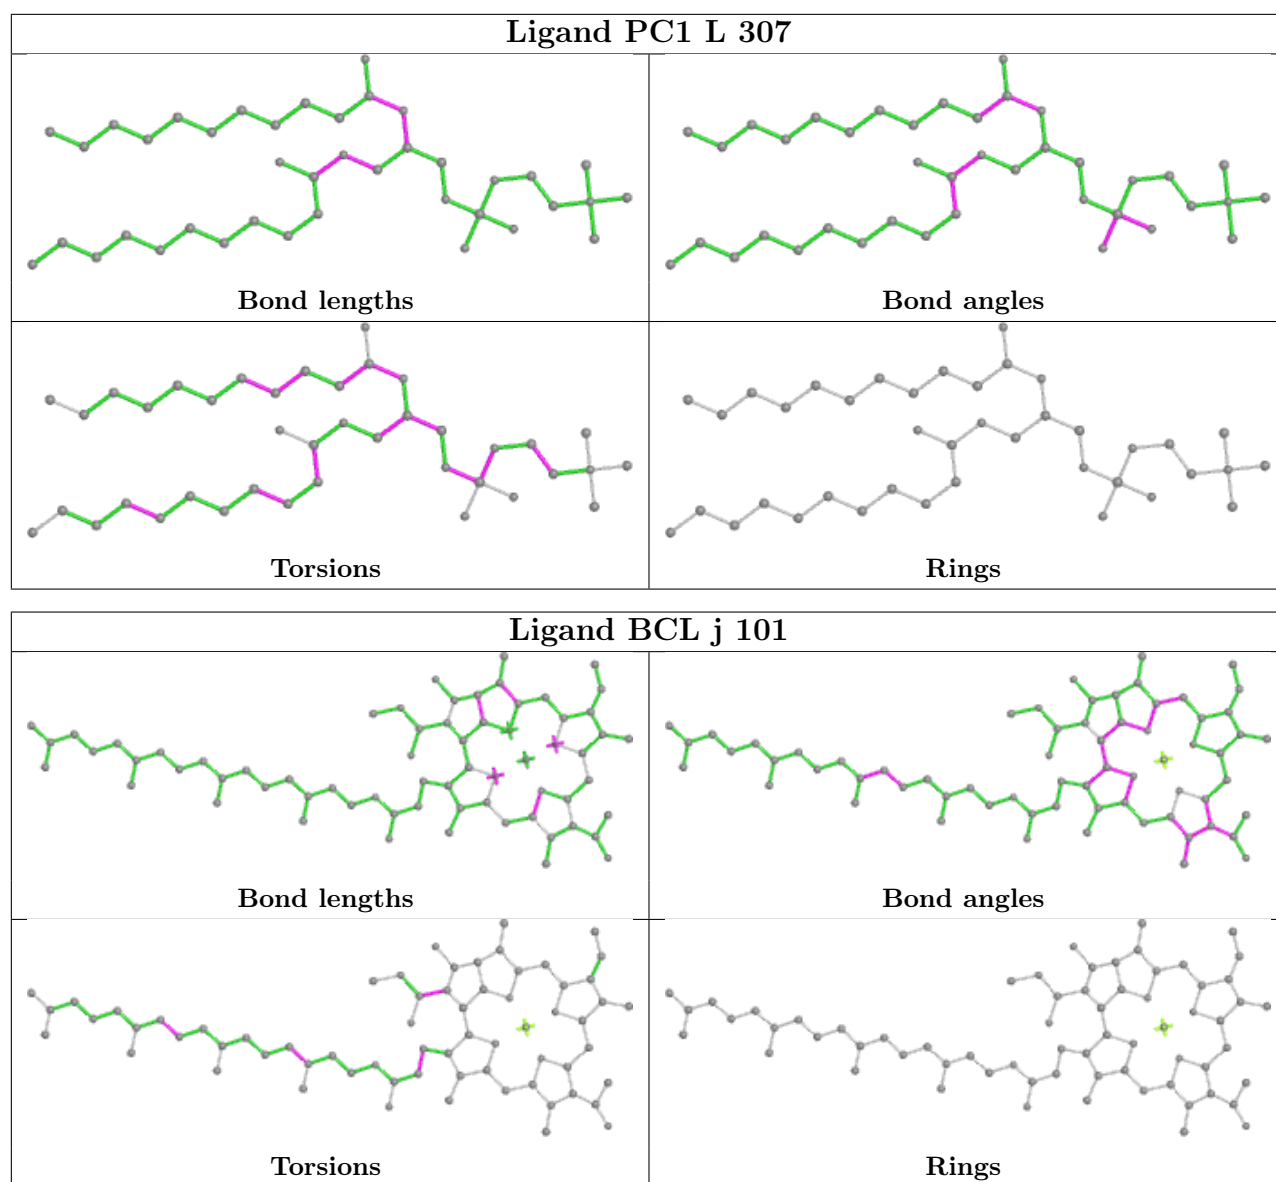 Ligand PC1 L 307
Bond lengths
Bond angles
Torsions
Rings
Ligand BCL j 101
Bond lengths
Bond angles
Torsions
Rings